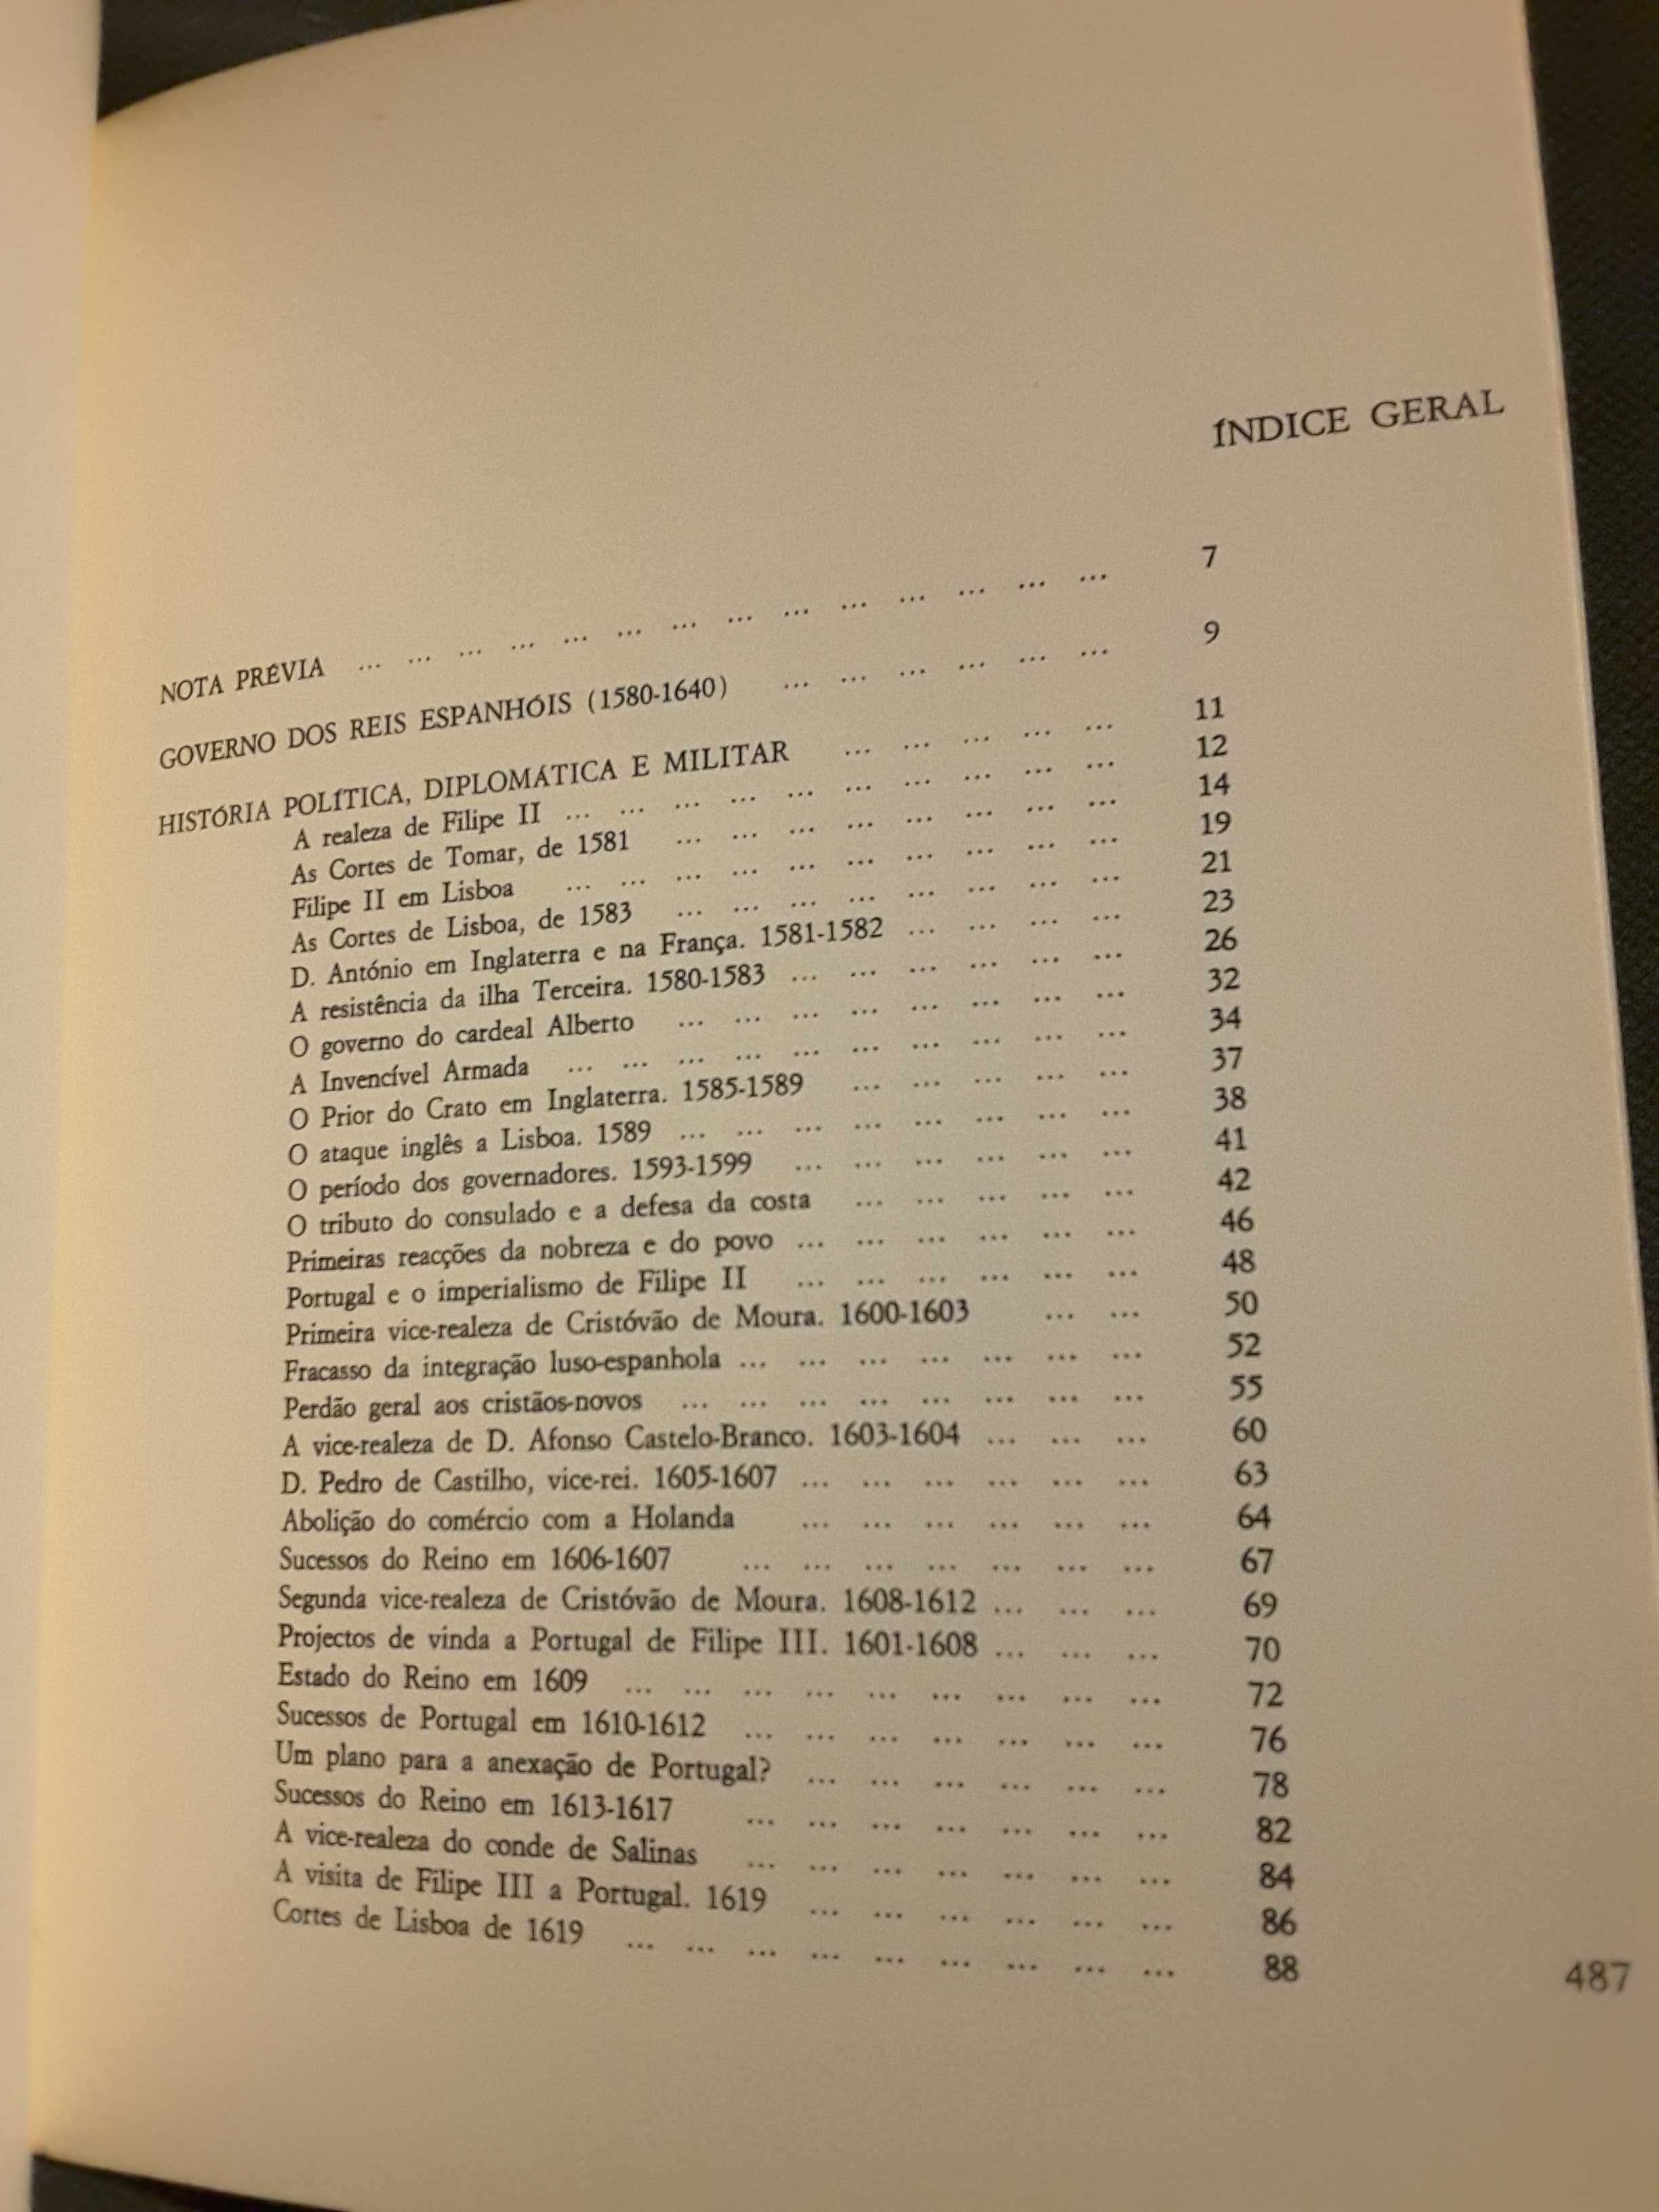 ÍNDICE GERAL
NOTA PRÉVIA ... ... ... ... ... ... ... ... ... ... ... ... ... ... 7
GOVERNO DOS REIS ESPANHÓIS (1580-1640) ... ... ... ... ... ... 9
HISTÓRIA POLÍTICA, DIPLOMÁTICA E MILITAR ... ... ... ... ... 11
A realeza de Filipe II ... ... ... ... ... ... ... ... ... ... 12
As Cortes de Tomar, de 1581 ... ... ... ... ... ... ... ... 14
Filipe II em Lisboa ... ... ... ... ... ... ... ... ... ... 19
As Cortes de Lisboa, de 1583 ... ... ... ... ... ... ... ... 21
D. António em Inglaterra e na França. 1581-1582 ... ... ... ... 23
A resistência da ilha Terceira. 1580-1583 ... ... ... ... ... ... 26
O governo do cardeal Alberto ... ... ... ... ... ... ... ... 32
A Invencível Armada ... ... ... ... ... ... ... ... ... ... 34
O Prior do Crato em Inglaterra. 1585-1589 ... ... ... ... ... 37
O ataque inglês a Lisboa. 1589 ... ... ... ... ... ... ... ... 38
O período dos governadores. 1593-1599 ... ... ... ... ... ... 41
O tributo do consulado e a defesa da costa ... ... ... ... ... 42
Primeiras reacções da nobreza e do povo ... ... ... ... ... ... 46
Portugal e o imperialismo de Filipe II ... ... ... ... ... ... 48
Primeira vice-realeza de Cristóvão de Moura. 1600-1603 ... ... 50
Fracasso da integração luso-espanhola ... ... ... ... ... ... ... 52
Perdão geral aos cristãos-novos ... ... ... ... ... ... ... ... 55
A vice-realeza de D. Afonso Castelo-Branco. 1603-1604 ... ... ... 60
D. Pedro de Castilho, vice-rei. 1605-1607 ... ... ... ... ... ... 63
Abolição do comércio com a Holanda ... ... ... ... ... ... 64
Sucessos do Reino em 1606-1607 ... ... ... ... ... ... ... 67
Segunda vice-realeza de Cristóvão de Moura. 1608-1612 ... ... ... 69
Projectos de vinda a Portugal de Filipe III. 1601-1608 ... ... ... 70
Estado do Reino em 1609 ... ... ... ... ... ... ... ... ... 72
Sucessos de Portugal em 1610-1612 ... ... ... ... ... ... ... 76
Um plano para a anexação de Portugal? ... ... ... ... ... ... 78
Sucessos do Reino em 1613-1617 ... ... ... ... ... ... ... 82
A vice-realeza do conde de Salinas ... ... ... ... ... ... ... 84
A visita de Filipe III a Portugal. 1619 ... ... ... ... ... ... 86
Cortes de Lisboa de 1619 ... ... ... ... ... ... ... ... ... 88
487